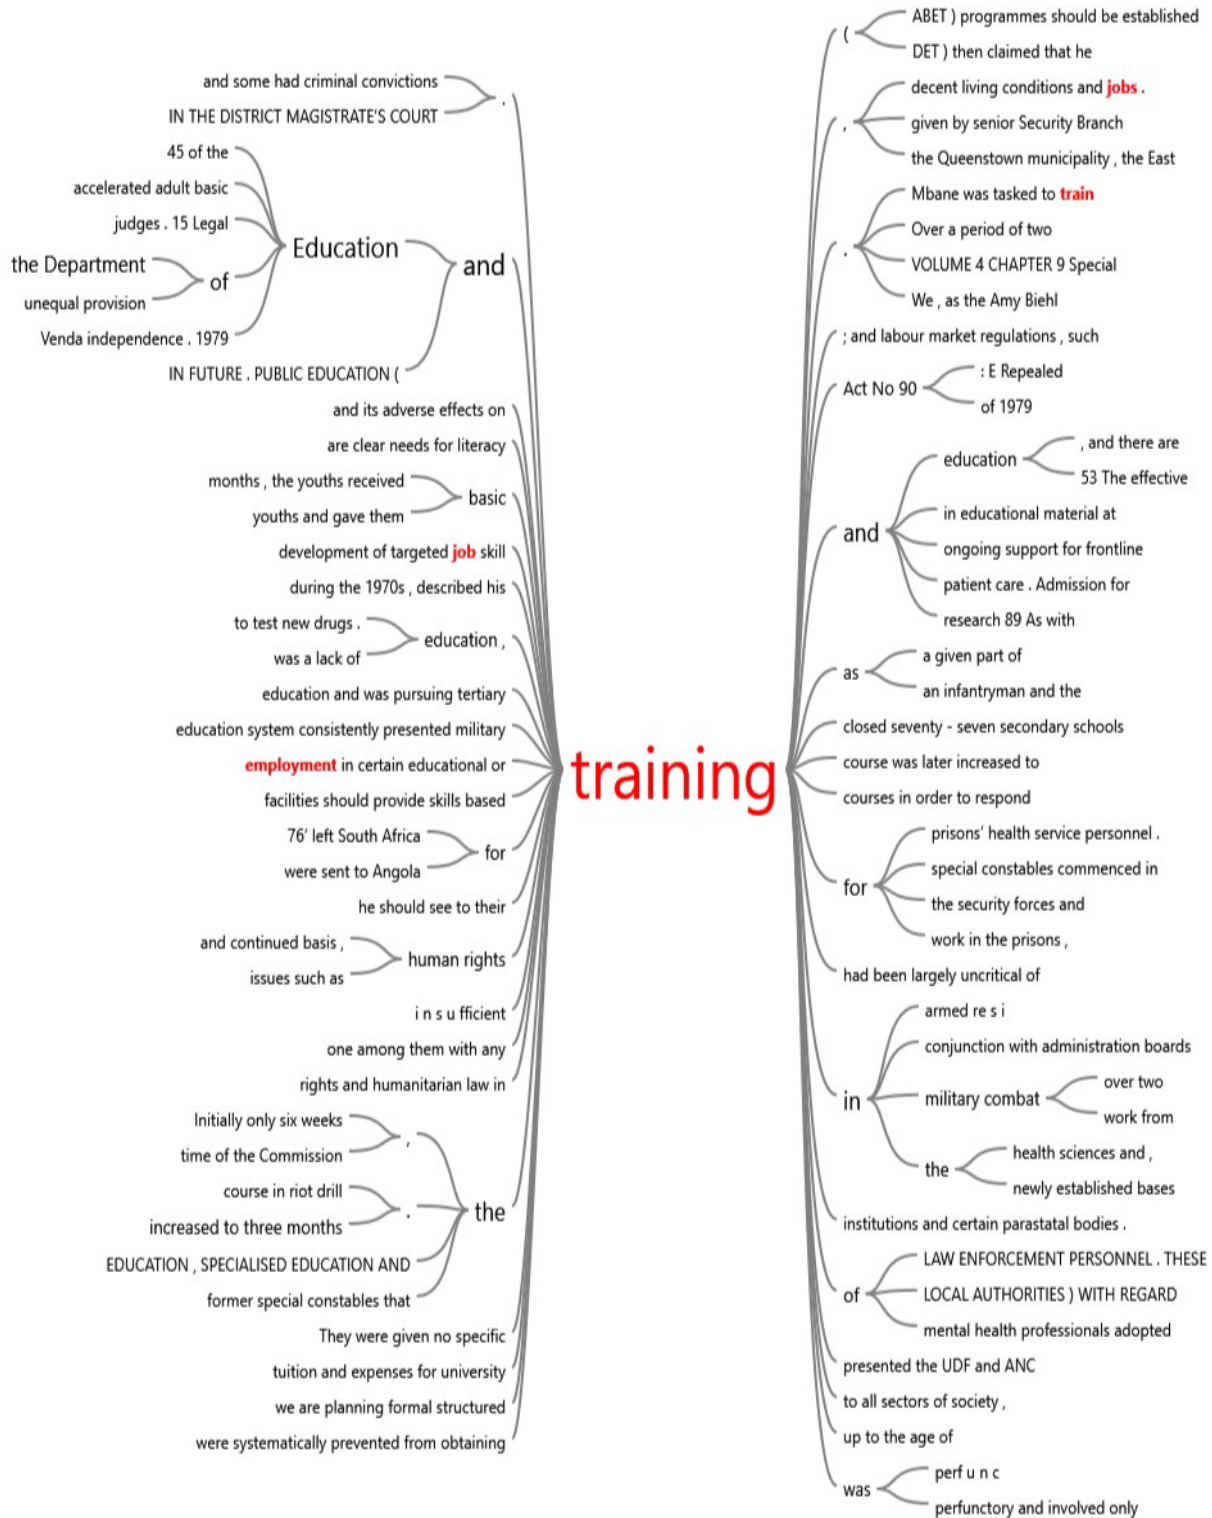 and some had criminal convictions
IN THE DISTRICT MAGISTRATE'S COURT
.
45 of the
accelerated adult basic
judges . 15 Legal
the Department
unequal provision
of
Venda independence . 1979
Education
IN FUTURE . PUBLIC EDUCATION (
and
and its adverse effects on
are clear needs for literacy
months , the youths received
youths and gave them
basic
development of targeted job skill
during the 1970s , described his
to test new drugs .
was a lack of
education ,
education and was pursuing tertiary
education system consistently presented military
employment in certain educational or
facilities should provide skills based
76' left South Africa
were sent to Angola
for
he should see to their
and continued basis ,
issues such as
human rights
i n s u fficient
one among them with any
rights and humanitarian law in
Initially only six weeks
time of the Commission
,
course in riot drill
increased to three months
.
EDUCATION , SPECIALISED EDUCATION AND
former special constables that
the
They were given no specific
tuition and expenses for university
we are planning formal structured
were systematically prevented from obtaining
training
(
ABET ) programmes should be established
DET ) then claimed that he
,
decent living conditions and jobs .
given by senior Security Branch
the Queenstown municipality , the East
.
Mbane was tasked to train
Over a period of two
VOLUME 4 CHAPTER 9 Special
We , as the Amy Biehl
; and labour market regulations , such
Act No 90
: E Repealed
of 1979
and
education
, and there are
53 The effective
in educational material at
ongoing support for frontline
patient care . Admission for
research 89 As with
as
a given part of
an infantryman and the
closed seventy - seven secondary schools
course was later increased to
courses in order to respond
for
prisons' health service personnel .
special constables commenced in
the security forces and
work in the prisons ,
had been largely uncritical of
in
armed re s i
conjunction with administration boards
military combat
over two
work from
the
health sciences and ,
newly established bases
institutions and certain parastatal bodies .
of
LAW ENFORCEMENT PERSONNEL . THESE
LOCAL AUTHORITIES ) WITH REGARD
mental health professionals adopted
presented the UDF and ANC
to all sectors of society ,
up to the age of
was
perf u n c
perfunctory and involved only